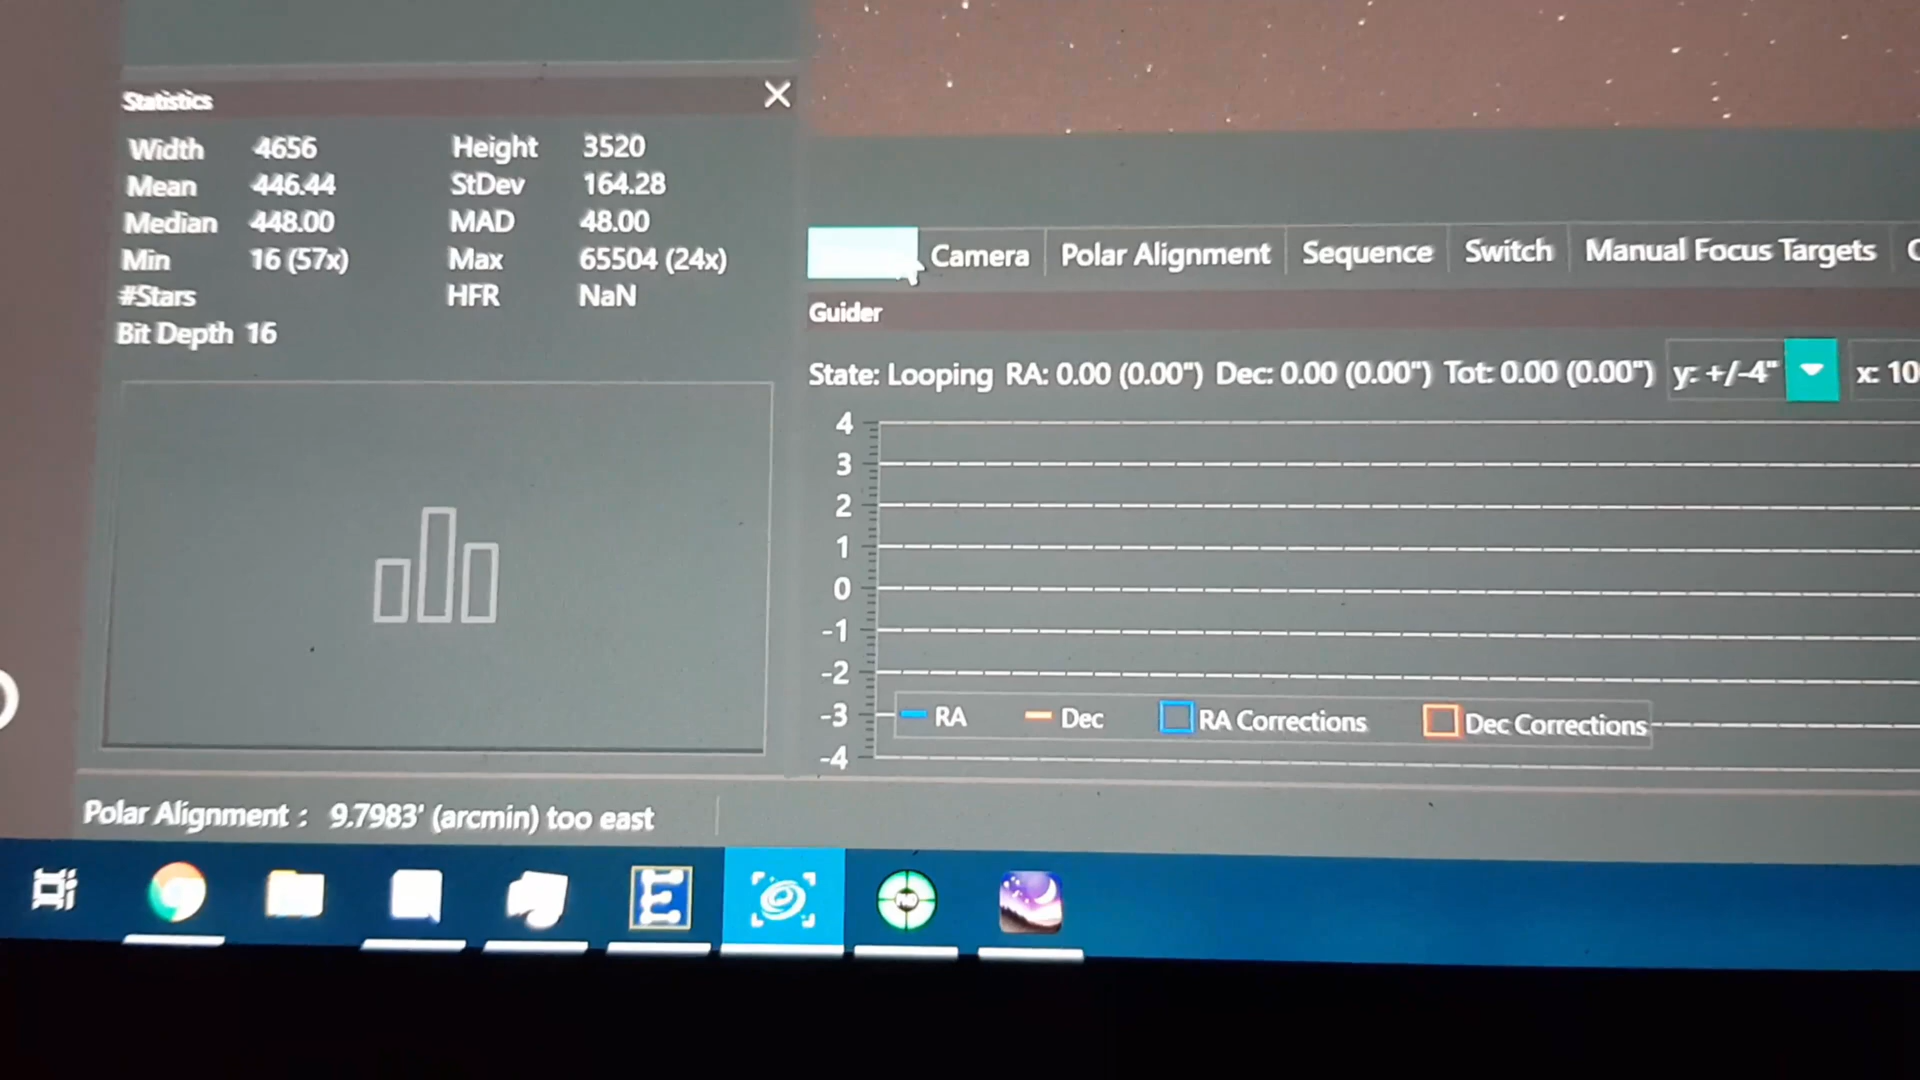 Statistics
Width 4656 Height 3520
Mean 446.44 StDev 164.28
Median 448.00 MAD 48.00
Min 16 (57x) Max 65504 (24x)
#Stars HFR NaN
Bit Depth 16
Camera Polar Alignment Sequence Switch Manual Focus Targets
Guider
State: Looping RA: 0.00 (0.00") Dec: 0.00 (0.00") Tot: 0.00 (0.00") y: +/-4" x: 10
4
3
2
1
0
-1
-2
-3
-4
RA Dec RA Corrections Dec Corrections
Polar Alignment : 9.7983' (arcmin) too east